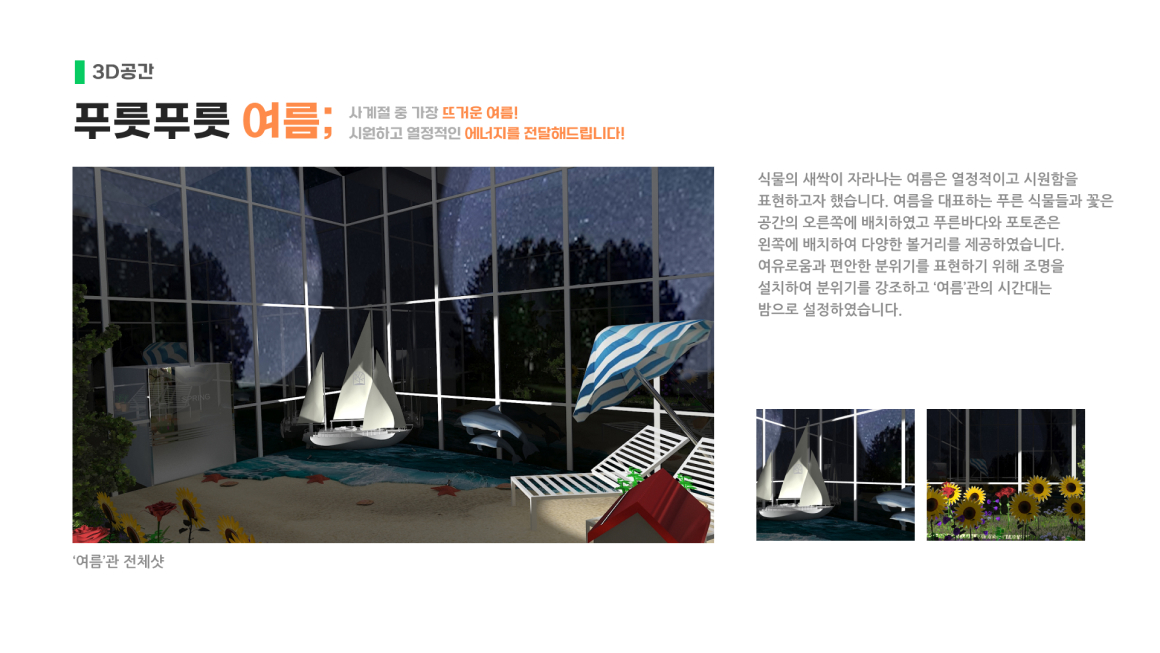 3D공간
푸릇푸릇 여름;
사계절 중 가장 뜨거운 여름!
시원하고 열정적인 에너지를 전달해드립니다!
식물의 새싹이 자라나는 여름은 열정적이고 시원함을
표현하고자 했습니다. 여름을 대표하는 푸른 식물들과 꽃은
공간의 오른쪽에 배치하였고 푸른바다와 포토존은
왼쪽에 배치하여 다양한 볼거리를 제공하였습니다.
여유로움과 편안한 분위기를 표현하기 위해 조명을
설치하여 분위기를 강조하고 ‘여름’관의 시간대는
밤으로 설정하였습니다.
SPRING
‘여름’관 전체샷